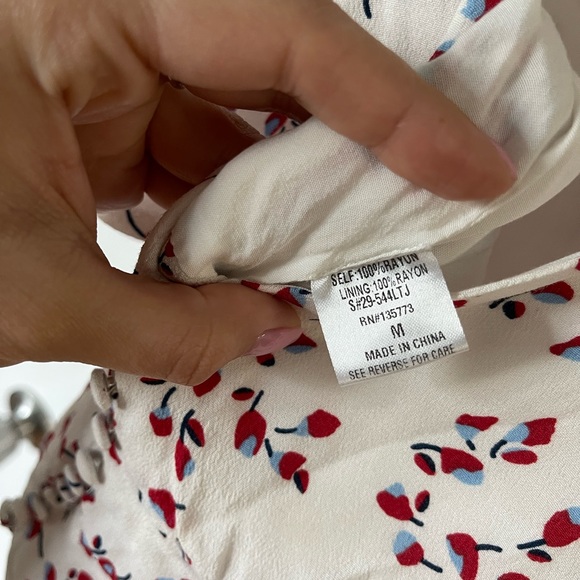 SELF:100%RAYON
LINING:100%RAYON
S#29-544LTJ
RN#135773
M
MADE IN CHINA
SEE REVERSE FOR CARE